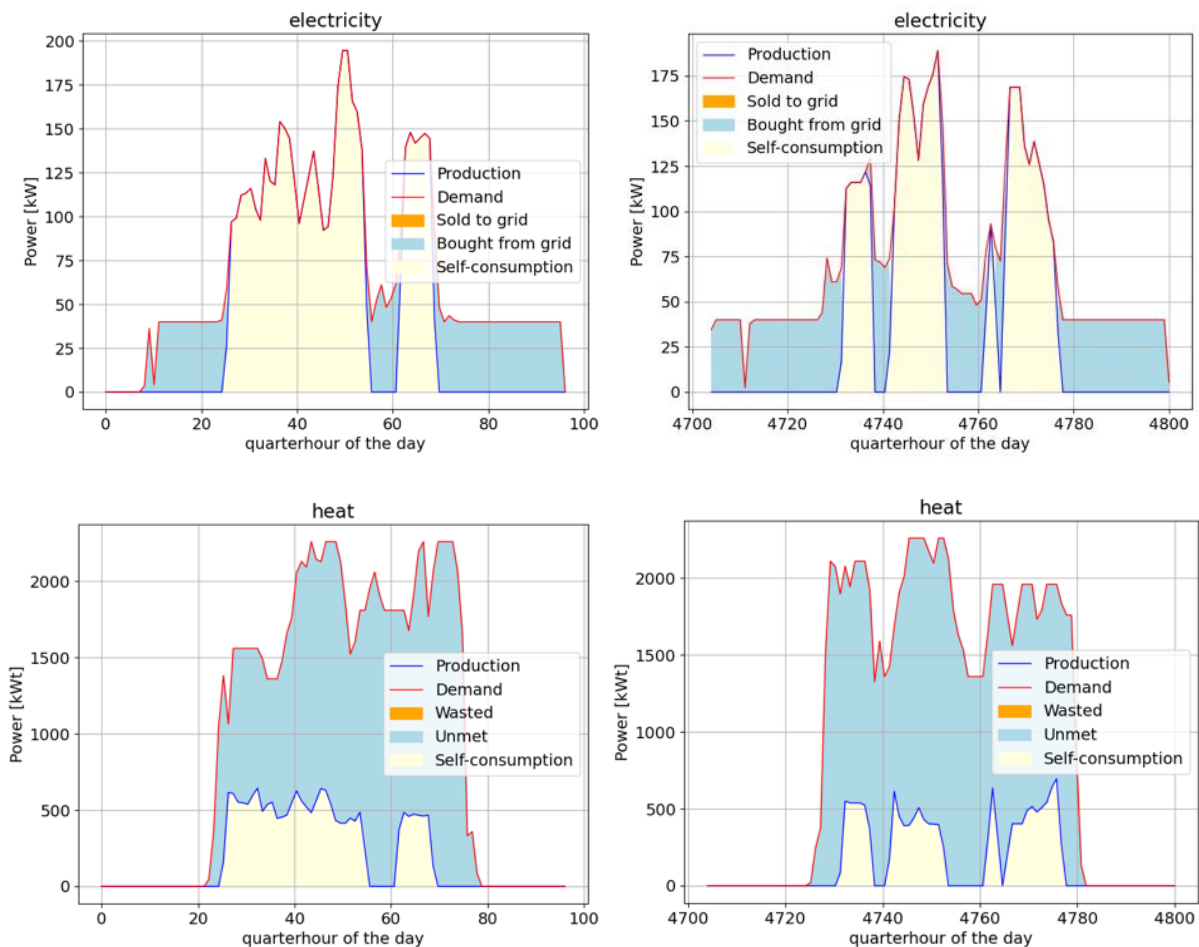 electricity
Power [kW]
200
175
150
125
100
75
50
25
0
Production
Demand
Sold to grid
Bought from grid
Self-consumption
0 20 40 60 80 100
quarterhour of the day
electricity
Power [kW]
175
150
125
100
75
50
25
0
Production
Demand
Sold to grid
Bought from grid
Self-consumption
4700 4720 4740 4760 4780 4800
quarterhour of the day
heat
Power [kWt]
2000
1500
1000
500
0
Production
Demand
Wasted
Unmet
Self-consumption
0 20 40 60 80 100
quarterhour of the day
heat
Power [kWt]
2000
1500
1000
500
0
Production
Demand
Wasted
Unmet
Self-consumption
4700 4720 4740 4760 4780 4800
quarterhour of the day